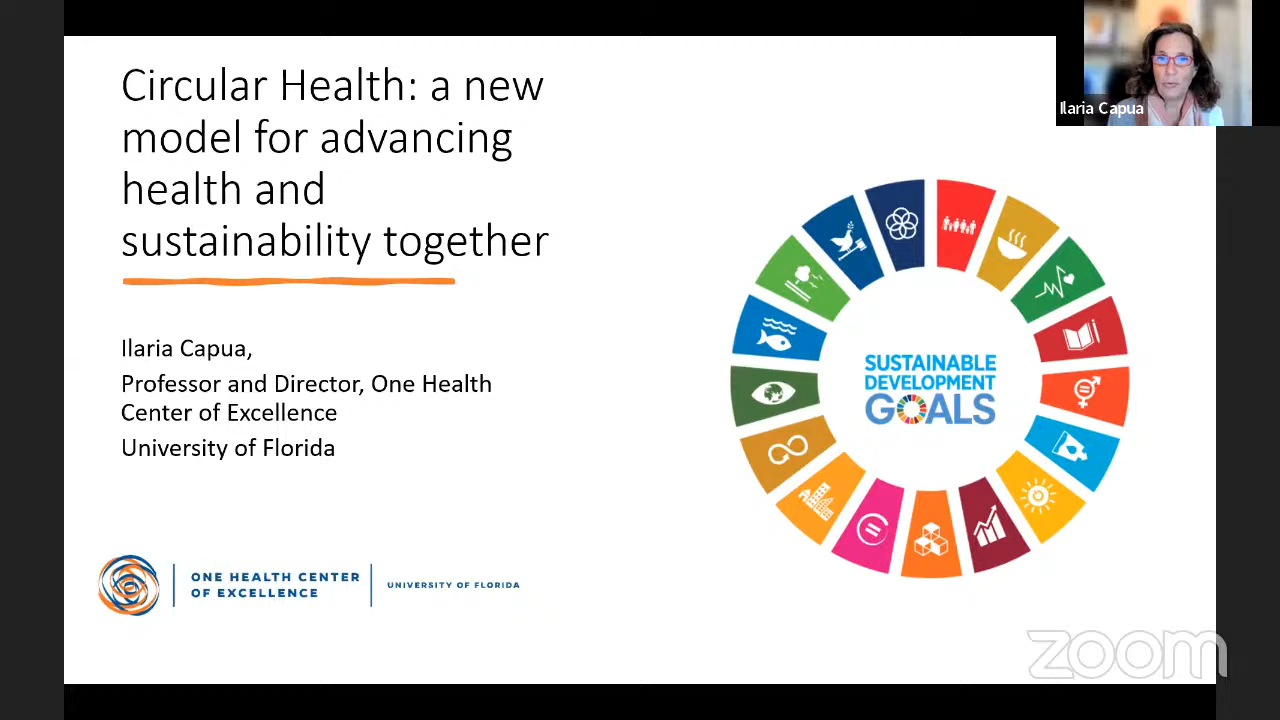 Circular Health: a new
model for advancing
health and
sustainability together
Ilaria Capua
Ilaria Capua,
Professor and Director, One Health
Center of Excellence
University of Florida
SUSTAINABLE
DEVELOPMENT
GOALS
ONE HEALTH CENTER
OF EXCELLENCE
UNIVERSITY OF FLORIDA
zoom